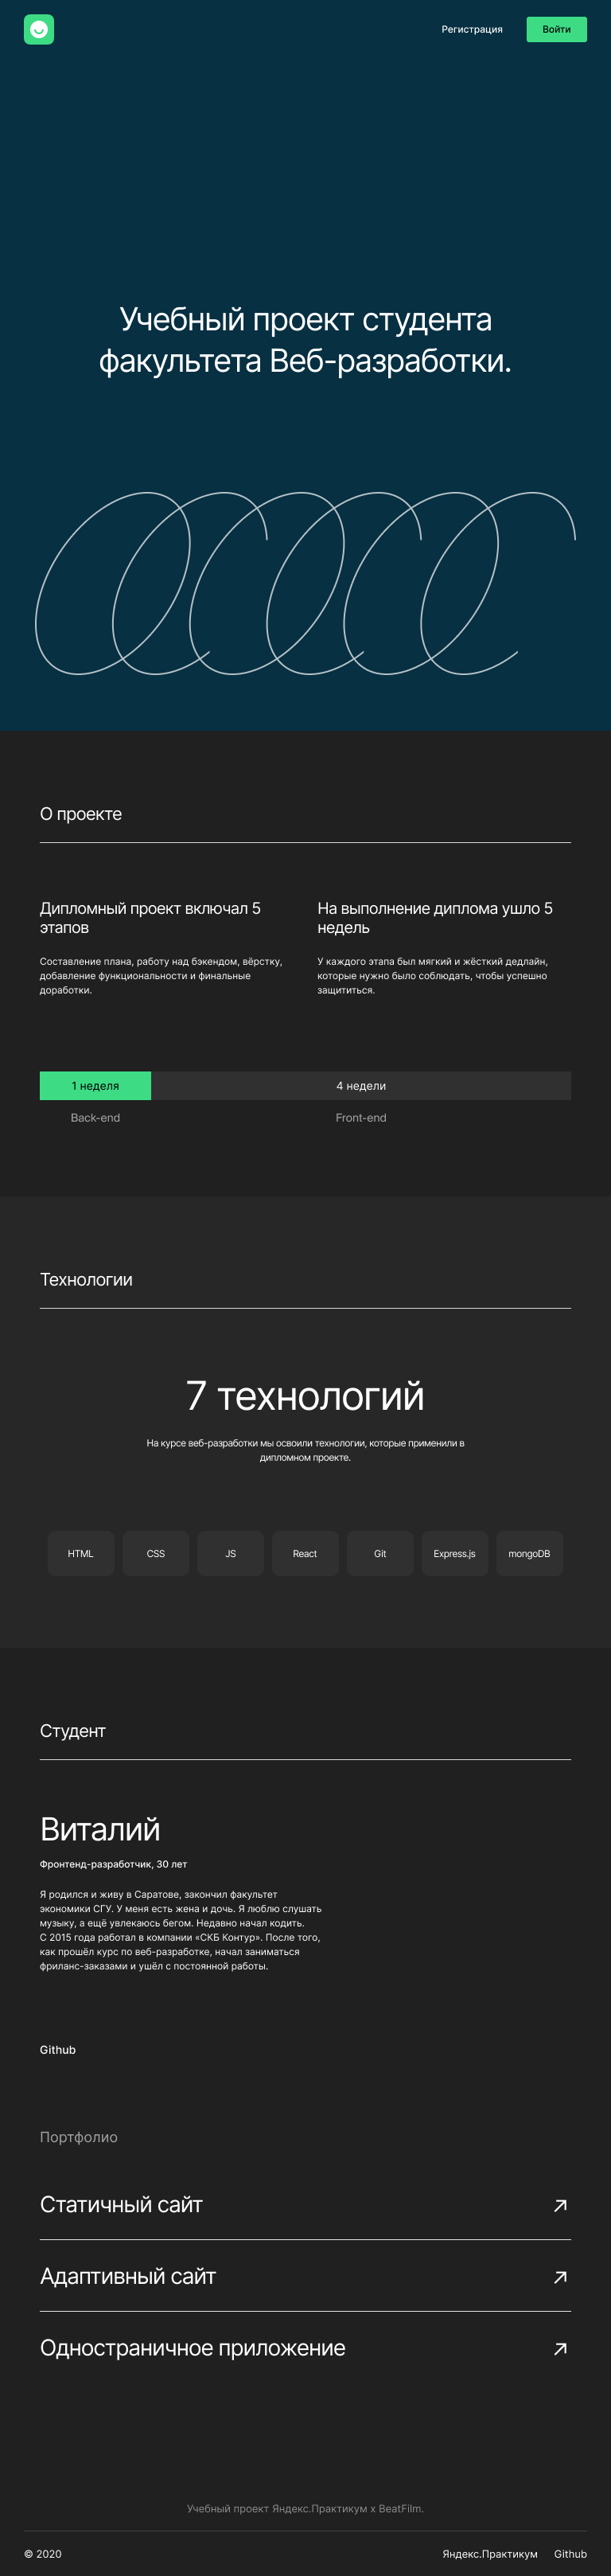 Регистрация
Войти
Учебный проект студента
факультета Веб-разработки.
О проекте
Дипломный проект включал 5
этапов
Составление плана, работу над бэкендом, вёрстку,
добавление функциональности и финальные
доработки.
На выполнение диплома ушло 5
недель
У каждого этапа был мягкий и жёсткий дедлайн,
которые нужно было соблюдать, чтобы успешно
защититься.
1 неделя
4 недели
Back-end
Front-end
Технологии
7 технологий
На курсе веб-разработки мы освоили технологии, которые применили в
дипломном проекте.
HTML
CSS
JS
React
Git
Express.js
mongoDB
Студент
Виталий
Фронтенд-разработчик, 30 лет
Я родился и живу в Саратове, закончил факультет
экономики СГУ. У меня есть жена и дочь. Я люблю слушать
музыку, а ещё увлекаюсь бегом. Недавно начал кодить.
С 2015 года работал в компании «СКБ Контур». После того,
как прошёл курс по веб-разработке, начал заниматься
фриланс-заказами и ушёл с постоянной работы.
Github
Портфолио
Статичный сайт
Адаптивный сайт
Одностраничное приложение
Учебный проект Яндекс.Практикум х BeatFilm.
© 2020
Яндекс.Практикум
Github